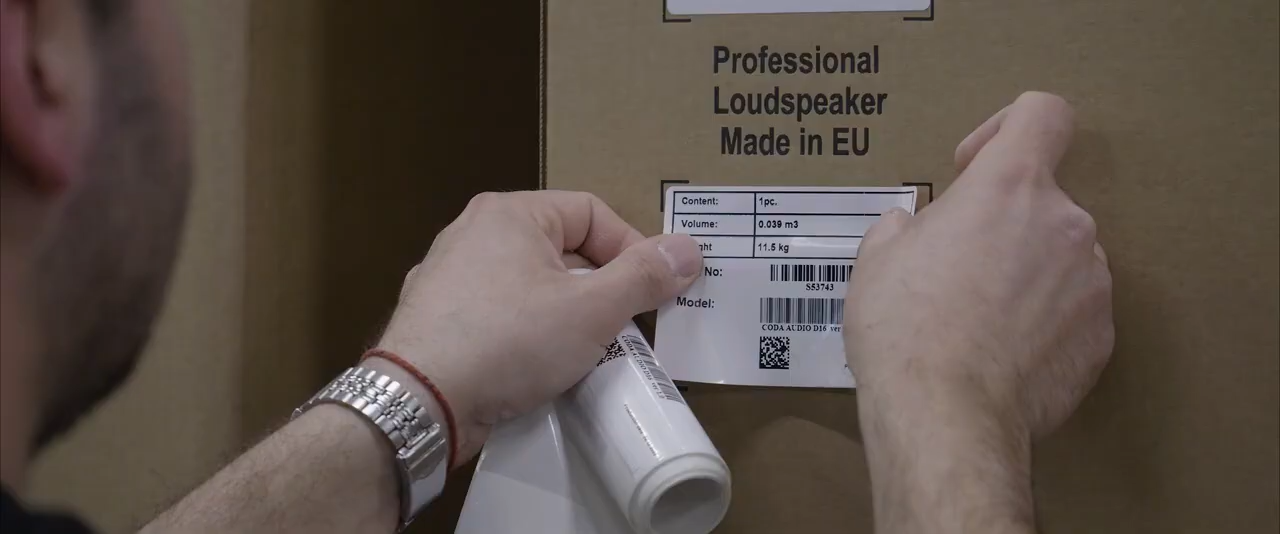 Professional
Loudspeaker
Made in EU
Content: 1pc.
Volume: 0.039 m3
11.5 kg
No:
S53743
Model:
CODA AUDIO D16 ver